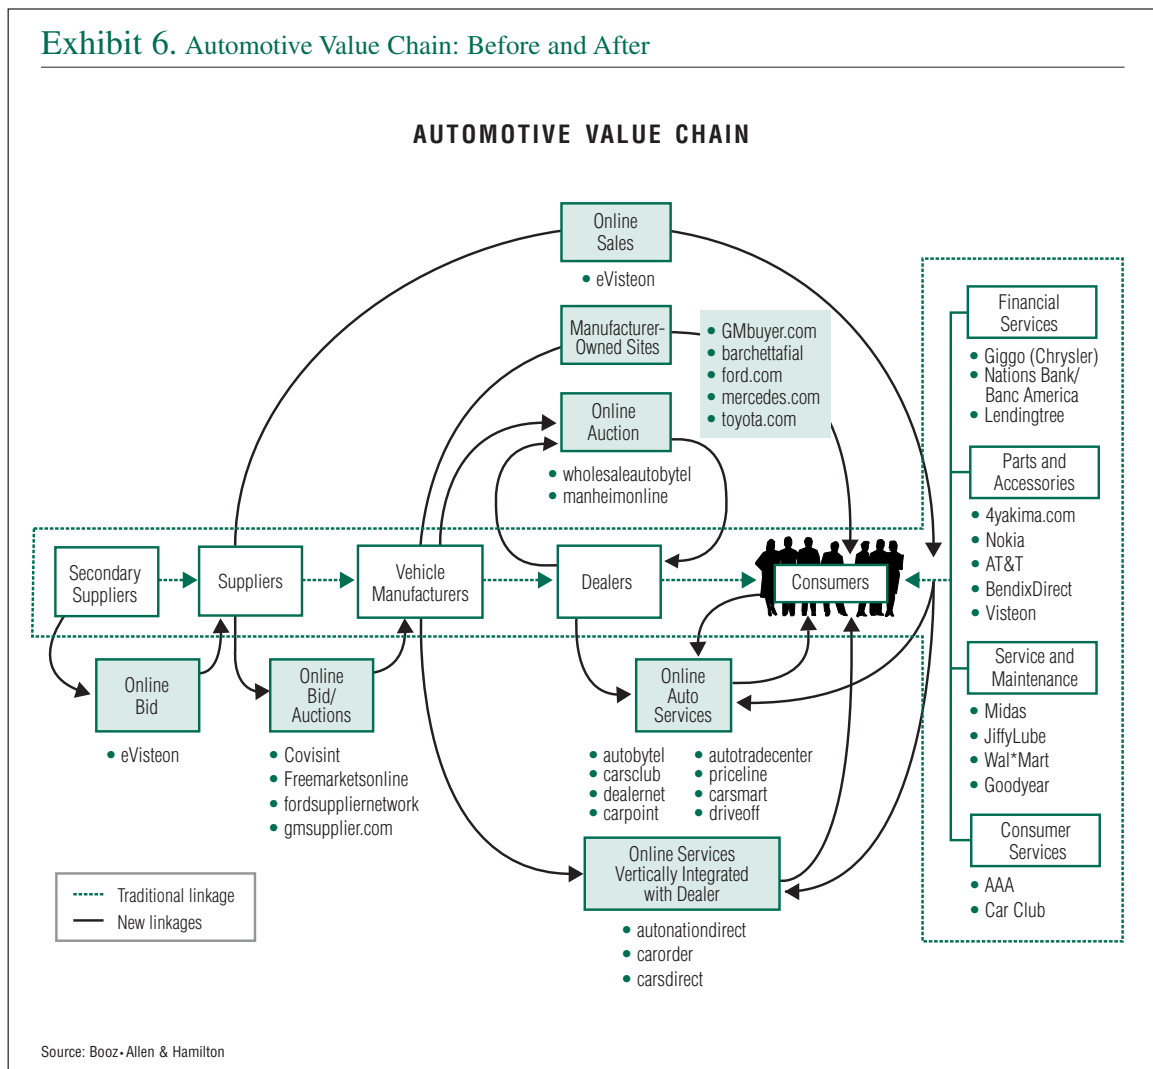 Exhibit 6. Automotive Value Chain: Before and After
AUTOMOTIVE VALUE CHAIN
Online
Sales
• eVisteon
Manufacturer-
Owned Sites
• GMbuyer.com
• barchettafial
• ford.com
• mercedes.com
• toyota.com
Online
Auction
• wholesaleautobytel
• manheimonline
Financial
Services
• Giggo (Chrysler)
• Nations Bank/
Banc America
• Lendingtree
Parts and
Accessories
• 4yakima.com
• Nokia
• AT&T
• BendixDirect
• Visteon
Service and
Maintenance
• Midas
• JiffyLube
• Wal*Mart
• Goodyear
Consumer
Services
• AAA
• Car Club
Secondary
Suppliers
Suppliers
Vehicle
Manufacturers
Dealers
Consumers
Online
Bid
• eVisteon
Online
Bid/
Auctions
• Covisint
• Freemarketsonline
• fordsuppliernetwork
• gmsupplier.com
Online
Auto
Services
• autobytel
• carsclub
• dealernet
• carpoint
• autotradecenter
• priceline
• carsmart
• driveoff
Online Services
Vertically Integrated
with Dealer
• autonationdirect
• carorder
• carsdirect
Traditional linkage
New linkages
Source: Booz•Allen & Hamilton